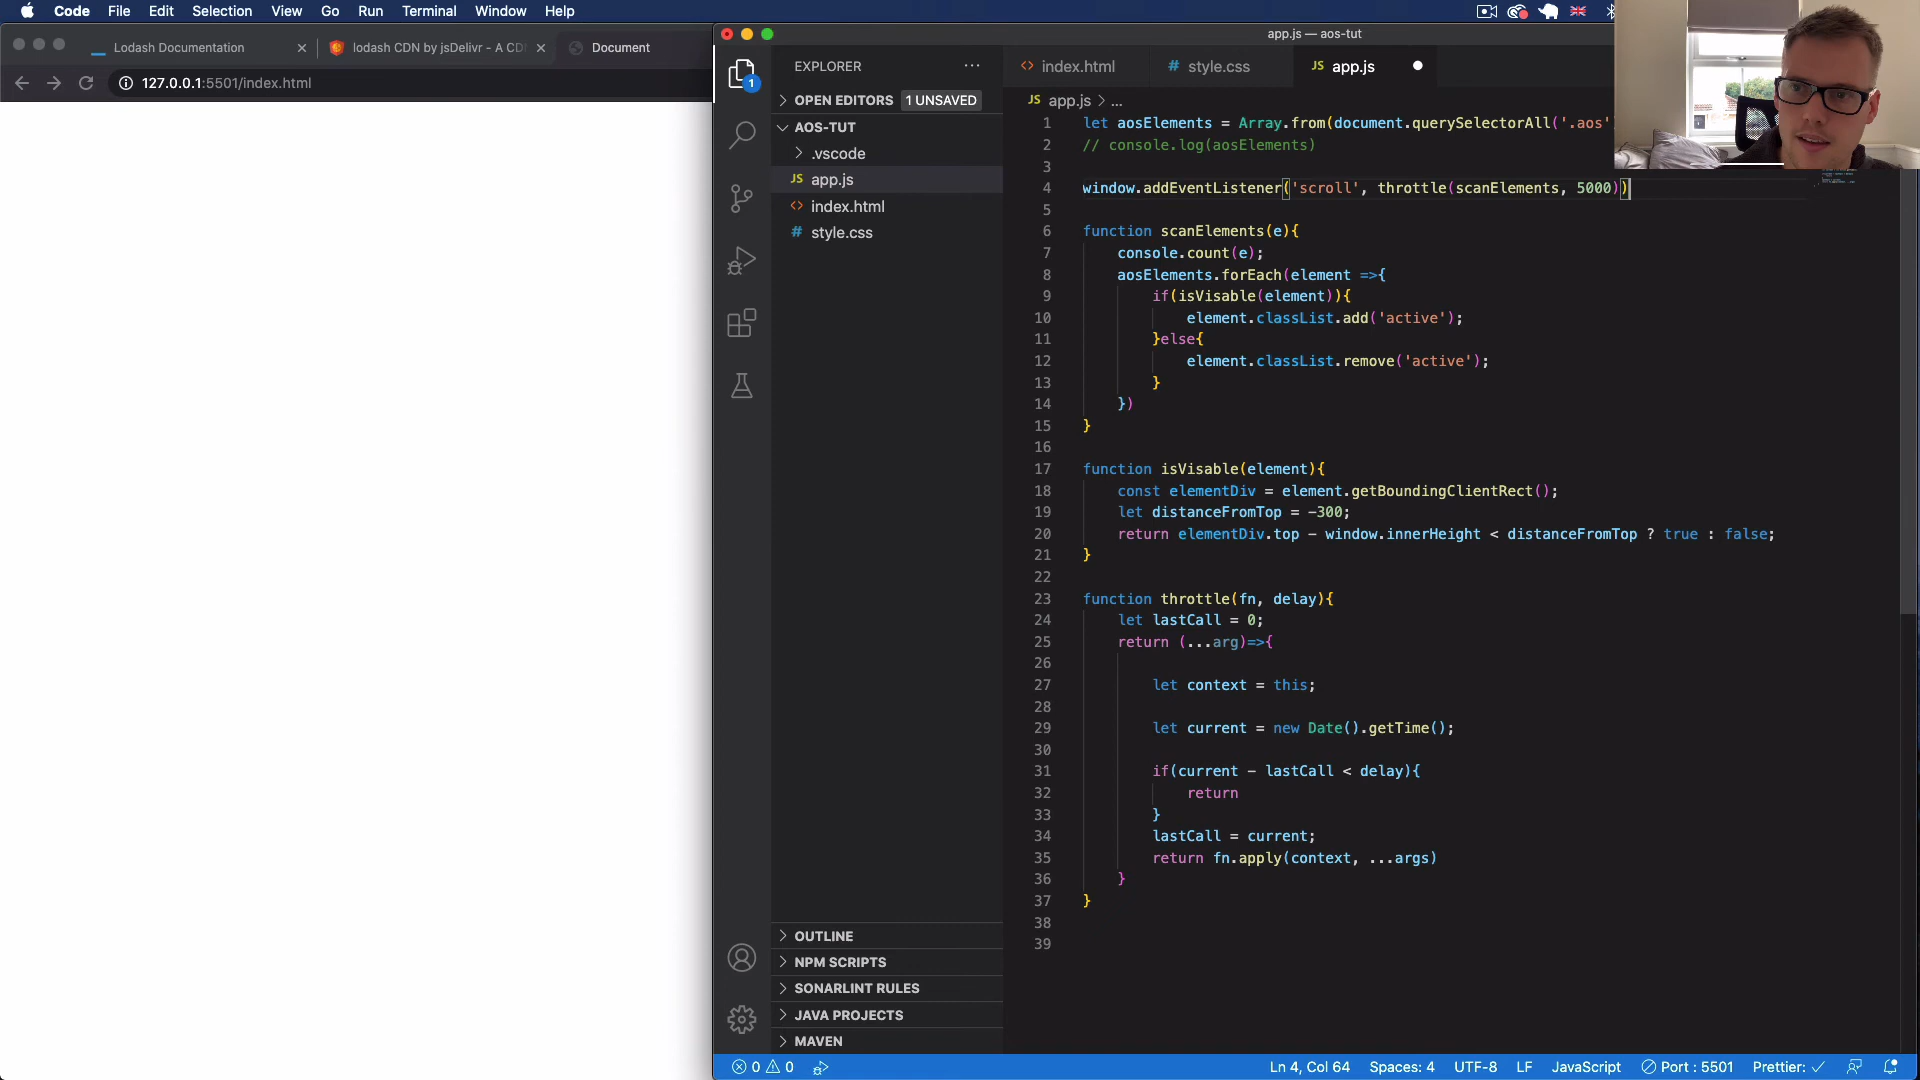 Code File Edit Selection View Go Run Terminal Window Help
Lodash Documentation
lodash CDN by jsDelivr - A CD
Document
127.0.0.1:5501/index.html
app.js — aos-tut
EXPLORER
OPEN EDITORS 1 UNSAVED
AOS-TUT
.vscode
JS app.js
<> index.html
# style.css
OUTLINE
NPM SCRIPTS
SONARLINT RULES
JAVA PROJECTS
MAVEN
1
<> index.html
# style.css
JS app.js
JS app.js > ...
1 let aosElements = Array.from(document.querySelectorAll('.aos'
2 // console.log(aosElements)
3
4 window.addEventListener('scroll', throttle(scanElements, 5000))
5
6 function scanElements(e){
7 console.count(e);
8 aosElements.forEach(element =>{
9 if(isVisable(element)){
10 element.classList.add('active');
11 }else{
12 element.classList.remove('active');
13 }
14 })
15 }
16
17 function isVisable(element){
18 const elementDiv = element.getBoundingClientRect();
19 let distanceFromTop = -300;
20 return elementDiv.top - window.innerHeight < distanceFromTop ? true : false;
21 }
22
23 function throttle(fn, delay){
24 let lastCall = 0;
25 return (...arg)=>{
26
27 let context = this;
28
29 let current = new Date().getTime();
30
31 if(current - lastCall < delay){
32 return
33 }
34 lastCall = current;
35 return fn.apply(context, ...args)
36 }
37 }
38
39
0 0
Ln 4, Col 64 Spaces: 4 UTF-8 LF JavaScript Port : 5501 Prettier: ✓